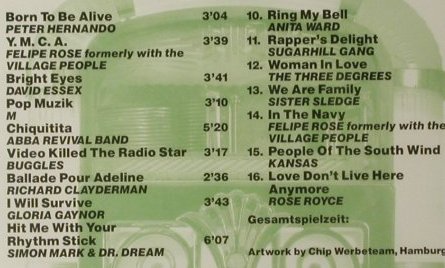 Born To Be Alive 3'04
PETER HERNANDO
Y. M. C. A. 3'39
FELIPE ROSE formerly with the
VILLAGE PEOPLE
Bright Eyes 3'41
DAVID ESSEX
Pop Muzik 3'10
M
Chiquitita 5'20
ABBA REVIVAL BAND
Video Killed The Radio Star 3'17
BUGGLES
Ballade Pour Adeline 2'36
RICHARD CLAYDERMAN
I Will Survive 3'43
GLORIA GAYNOR
Hit Me With Your
Rhythm Stick 6'07
SIMON MARK & DR. DREAM
10. Ring My Bell
ANITA WARD
11. Rapper's Delight
SUGARHILL GANG
12. Woman In Love
THE THREE DEGREES
13. We Are Family
SISTER SLEDGE
14. In The Navy
FELIPE ROSE formerly with the
VILLAGE PEOPLE
15. People Of The South Wind
KANSAS
16. Love Don't Live Here
Anymore
ROSE ROYCE
Gesamtspielzeit:
Artwork by Chip Werbeteam, Hamburg